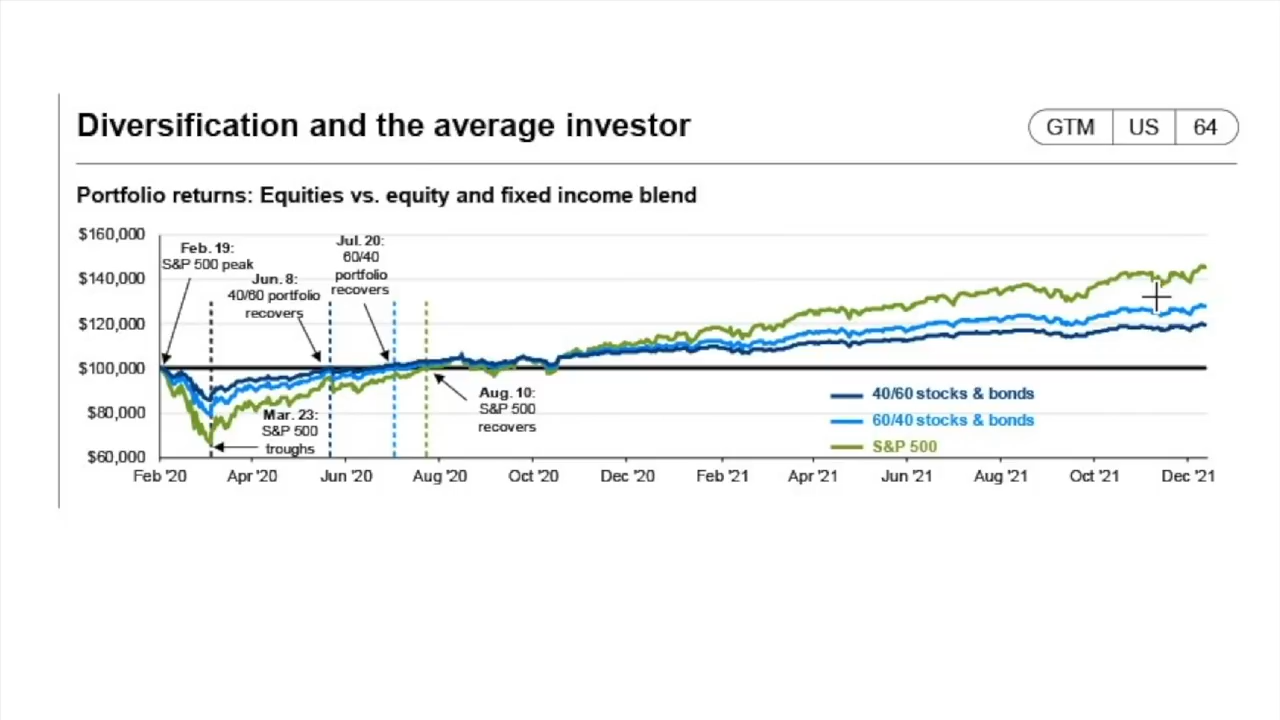 Diversification and the average investor
GTM US 64
Portfolio returns: Equities vs. equity and fixed income blend
$160,000
$140,000
$120,000
$100,000
$80,000
$60,000
Feb. 19:
S&P 500 peak
Jun. 8:
40/60 portfolio
recovers
Jul. 20:
60/40
portfolio
recovers
Mar. 23:
S&P 500
troughs
Aug. 10:
S&P 500
recovers
40/60 stocks & bonds
60/40 stocks & bonds
S&P 500
Feb '20 Apr '20 Jun '20 Aug '20 Oct '20 Dec '20 Feb '21 Apr '21 Jun '21 Aug '21 Oct '21 Dec '21